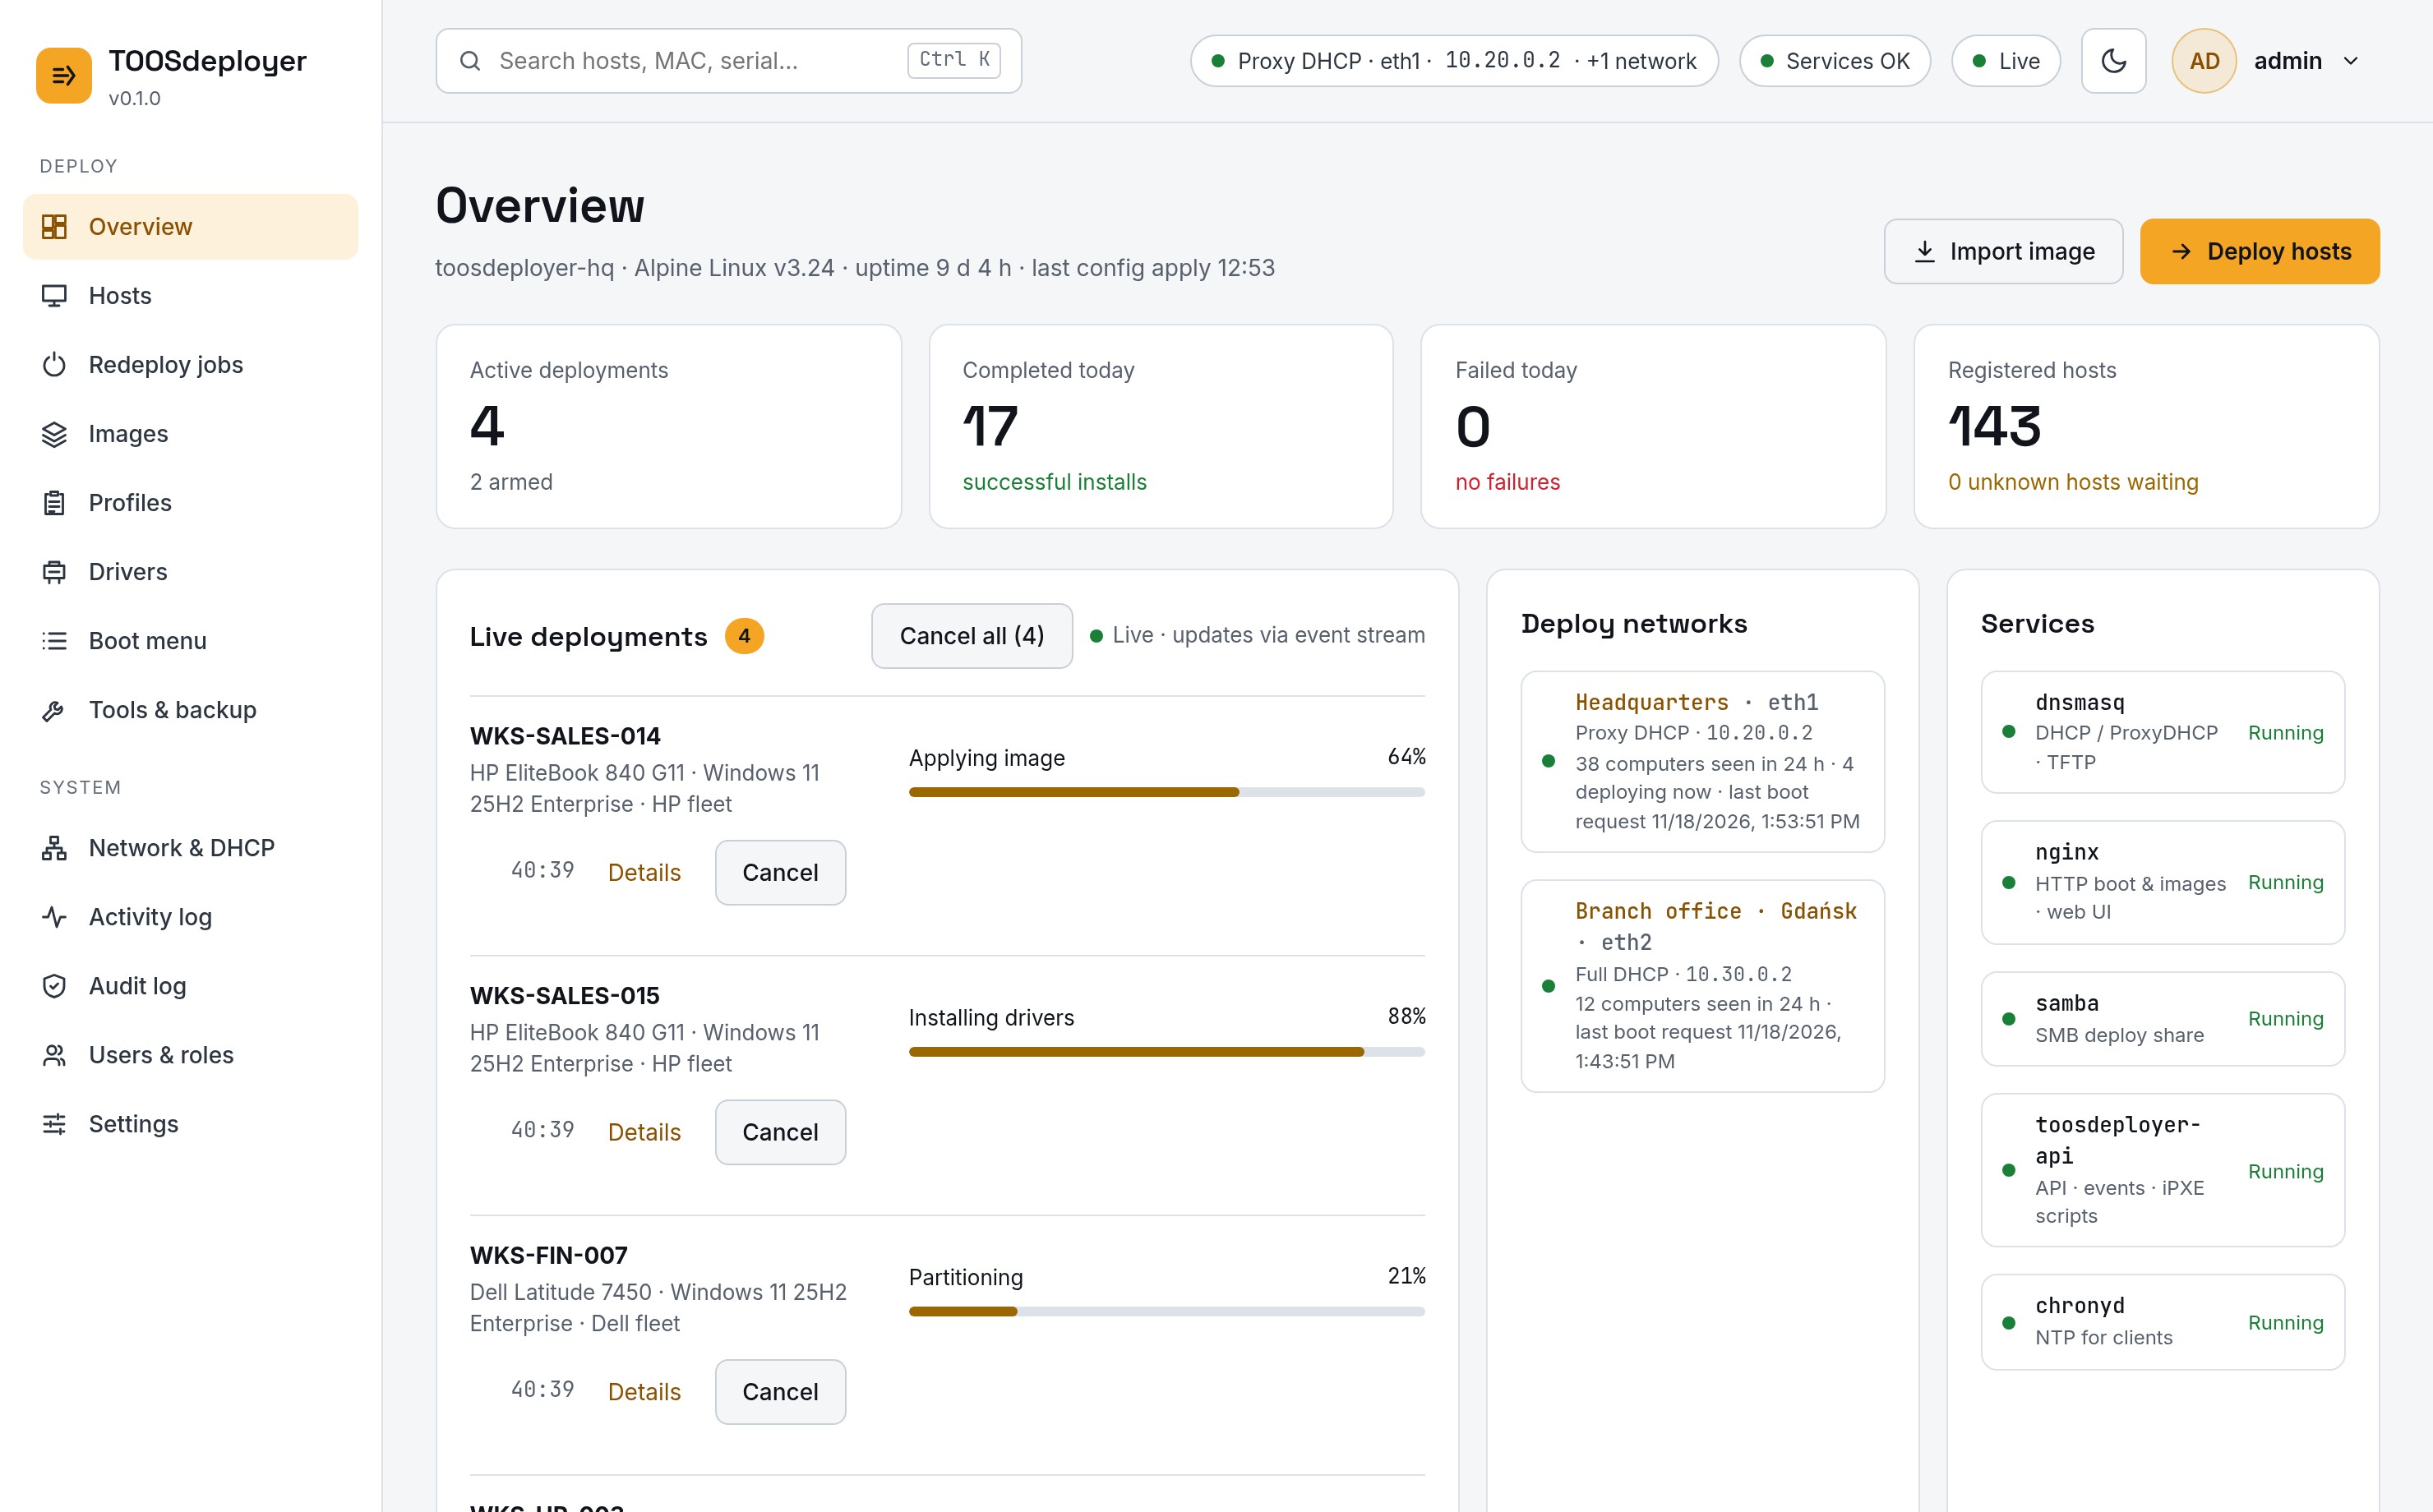 TOOSdeployer
v0.1.0
DEPLOY
Overview
Hosts
Redeploy jobs
Images
Profiles
Drivers
Boot menu
Tools & backup
SYSTEM
Network & DHCP
Activity log
Audit log
Users & roles
Settings
Search hosts, MAC, serial...
Ctrl K
Proxy DHCP · eth1 · 10.20.0.2 · +1 network
Services OK
Live
AD
admin
Overview
toosdeployer-hq · Alpine Linux v3.24 · uptime 9 d 4 h · last config apply 12:53
Import image
Deploy hosts
Active deployments
4
2 armed
Completed today
17
successful installs
Failed today
0
no failures
Registered hosts
143
0 unknown hosts waiting
Live deployments
4
Cancel all (4)
Live · updates via event stream
WKS-SALES-014
HP EliteBook 840 G11 · Windows 11
25H2 Enterprise · HP fleet
Applying image
64%
40:39
Details
Cancel
WKS-SALES-015
HP EliteBook 840 G11 · Windows 11
25H2 Enterprise · HP fleet
Installing drivers
88%
40:39
Details
Cancel
WKS-FIN-007
Dell Latitude 7450 · Windows 11 25H2
Enterprise · Dell fleet
Partitioning
21%
40:39
Details
Cancel
Deploy networks
Headquarters · eth1
Proxy DHCP · 10.20.0.2
38 computers seen in 24 h · 4
deploying now · last boot
request 11/18/2026, 1:53:51 PM
Branch office · Gdańsk
· eth2
Full DHCP · 10.30.0.2
12 computers seen in 24 h ·
last boot request 11/18/2026,
1:43:51 PM
Services
dnsmasq
DHCP / ProxyDHCP
· TFTP
Running
nginx
HTTP boot & images
· web UI
Running
samba
SMB deploy share
Running
toosdeployer-
api
API · events · iPXE
scripts
Running
chronyd
NTP for clients
Running